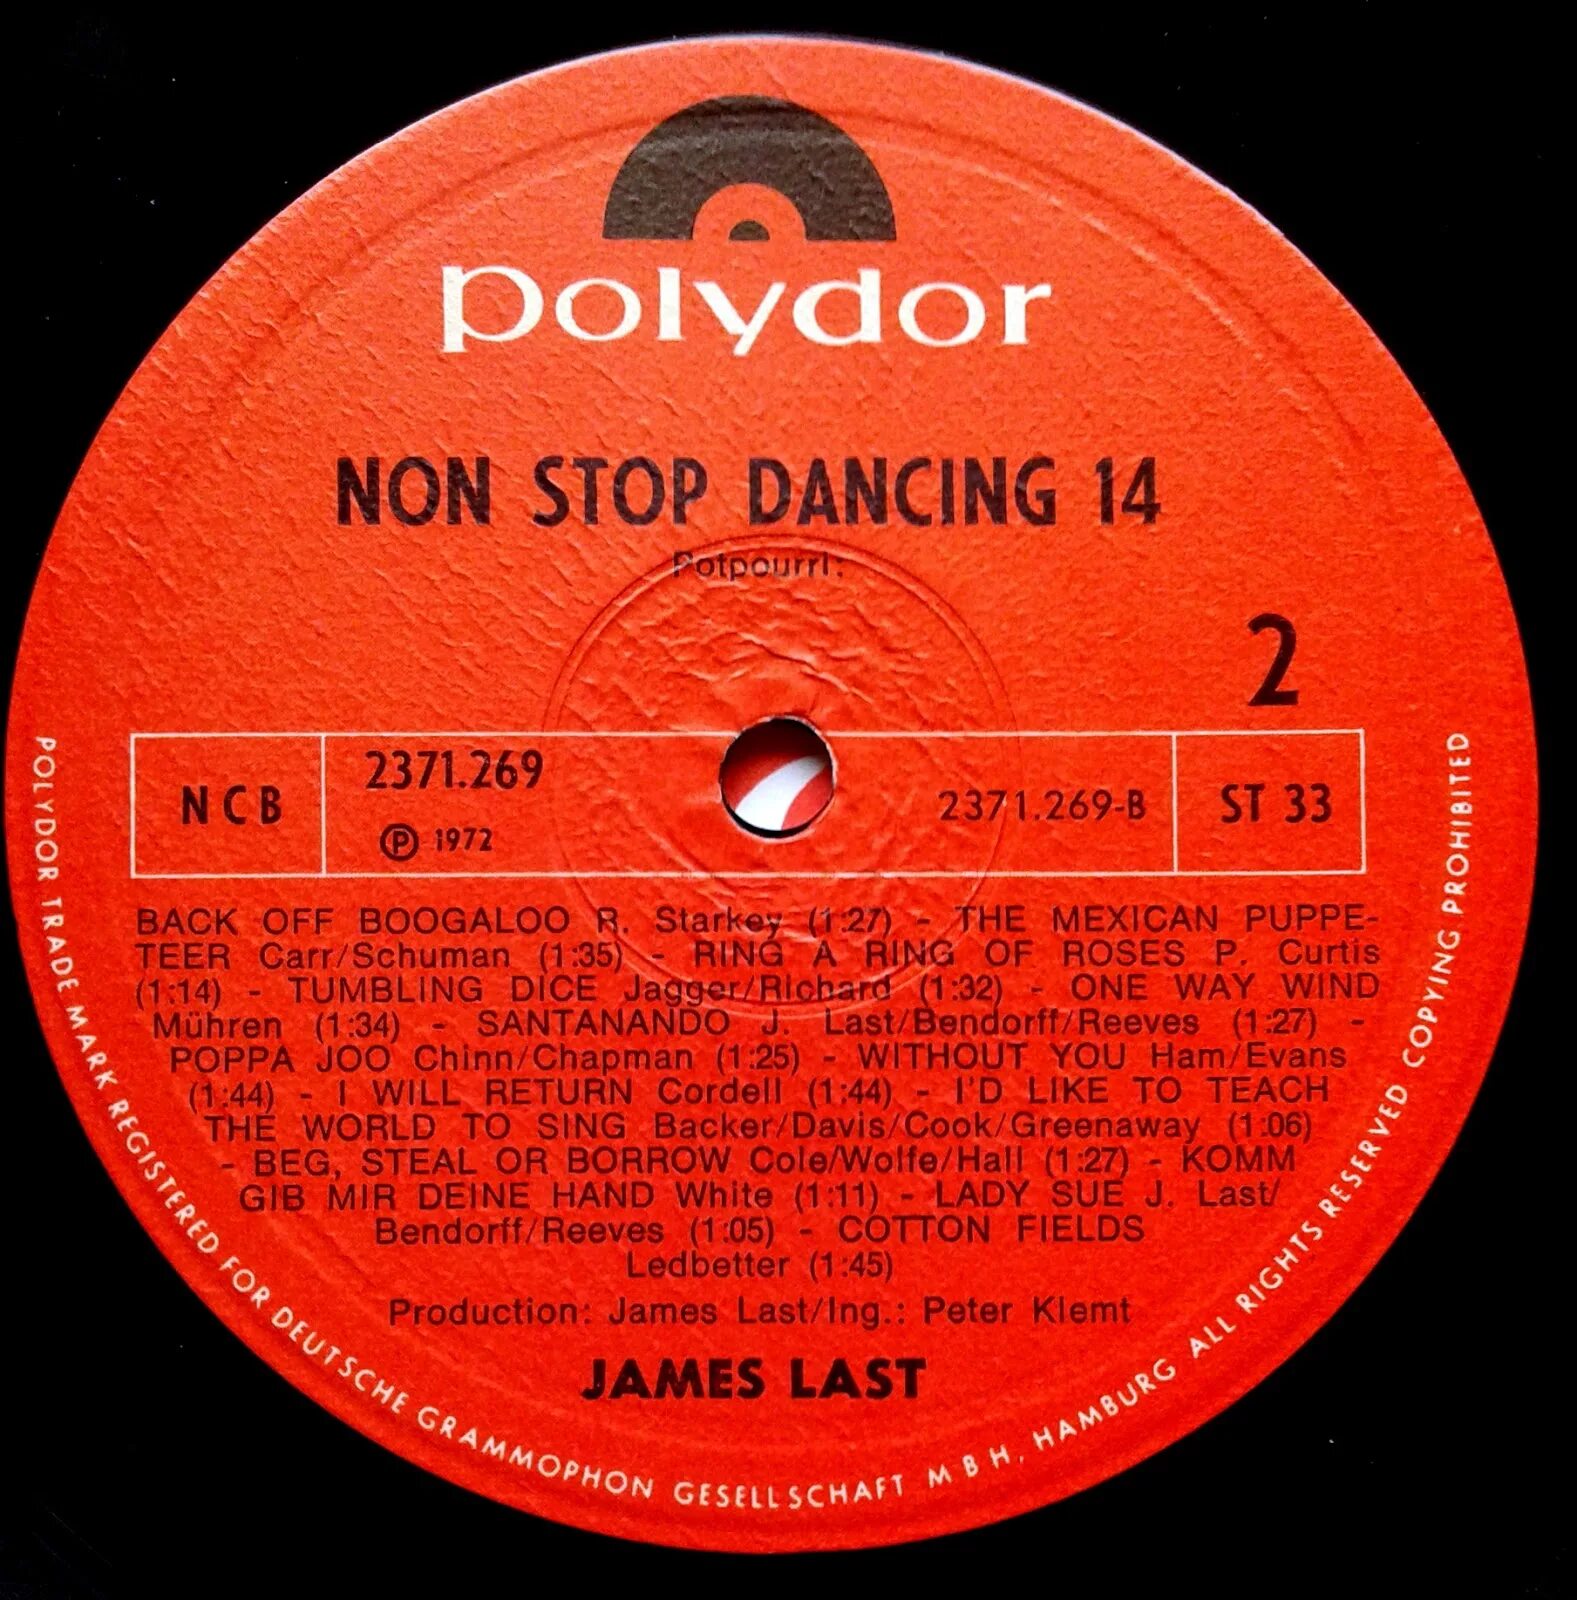 polydor
NON STOP DANCING 14
Potpourri:
2
NCB
2371.269
℗ 1972
2371.269-B
ST 33
BACK OFF BOOGALOO R. Starkey (1:27) - THE MEXICAN PUPPE-
TEER Carr/Schuman (1:35) - RING A RING OF ROSES P. Curtis
(1:14) - TUMBLING DICE Jagger/Richard (1:32) - ONE WAY WIND
Mühren (1:34) - SANTANANDO J. Last/Bendorff/Reeves (1:27) -
POPPA JOO Chinn/Chapman (1:25) - WITHOUT YOU Ham/Evans
(1:44) - I WILL RETURN Cordell (1:44) - I'D LIKE TO TEACH
THE WORLD TO SING Backer/Davis/Cook/Greenaway (1:06)
- BEG, STEAL OR BORROW Cole/Wolfe/Hall (1:27) - KOMM
GIB MIR DEINE HAND White (1:11) - LADY SUE J. Last/
Bendorff/Reeves (1:05) - COTTON FIELDS
Ledbetter (1:45)
Production: James Last/Ing.: Peter Klemt
JAMES LAST
POLYDOR TRADE MARK REGISTERED FOR DEUTSCHE GRAMMOPHON GESELLSCHAFT MBH, HAMBURG ALL RIGHTS RESERVED COPYING PROHIBITED